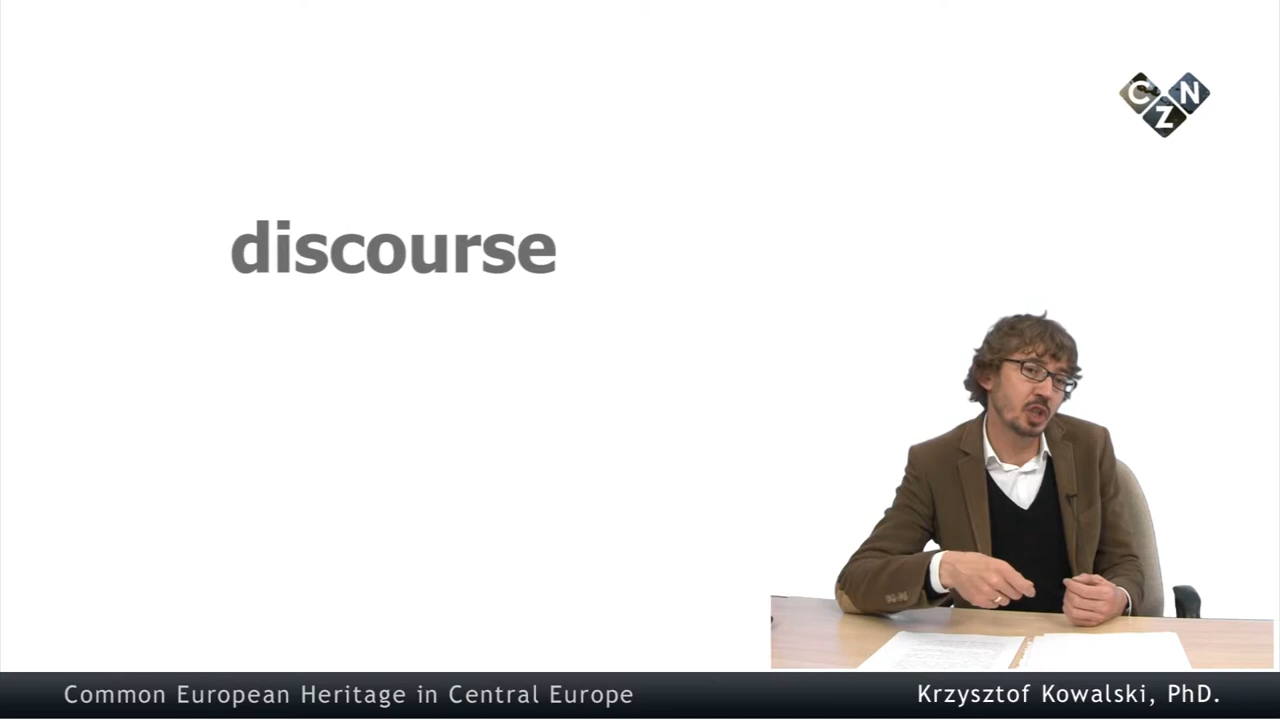 C N
Z
discourse
Common European Heritage in Central Europe
Krzysztof Kowalski, PhD.